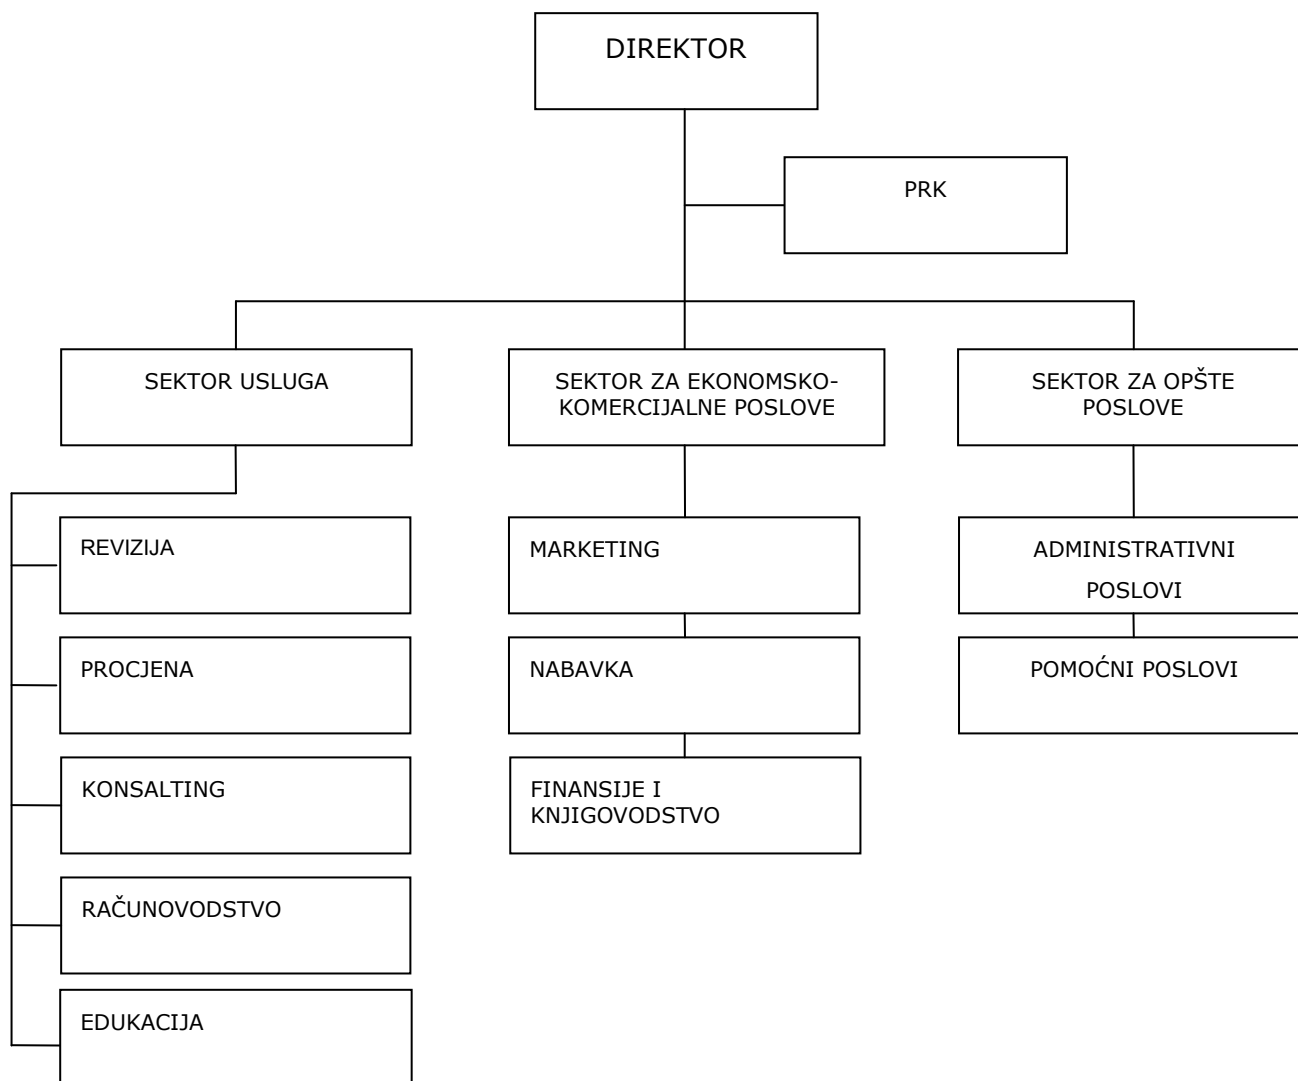 DIREKTOR
PRK
SEKTOR USLUGA
SEKTOR ZA EKONOMSKO-
KOMERCIJALNE POSLOVE
SEKTOR ZA OPŠTE
POSLOVE
REVIZIJA
PROCJENA
KONSALTING
RAČUNOVODSTVO
EDUKACIJA
MARKETING
NABAVKA
FINANSIJE I
KNJIGOVODSTVO
ADMINISTRATIVNI
POSLOVI
POMOĆNI POSLOVI